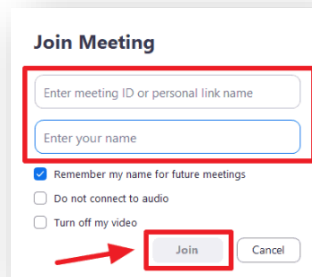 Join Meeting
Enter meeting ID or personal link name
Enter your name
Remember my name for future meetings
Do not connect to audio
Turn off my video
Join Cancel